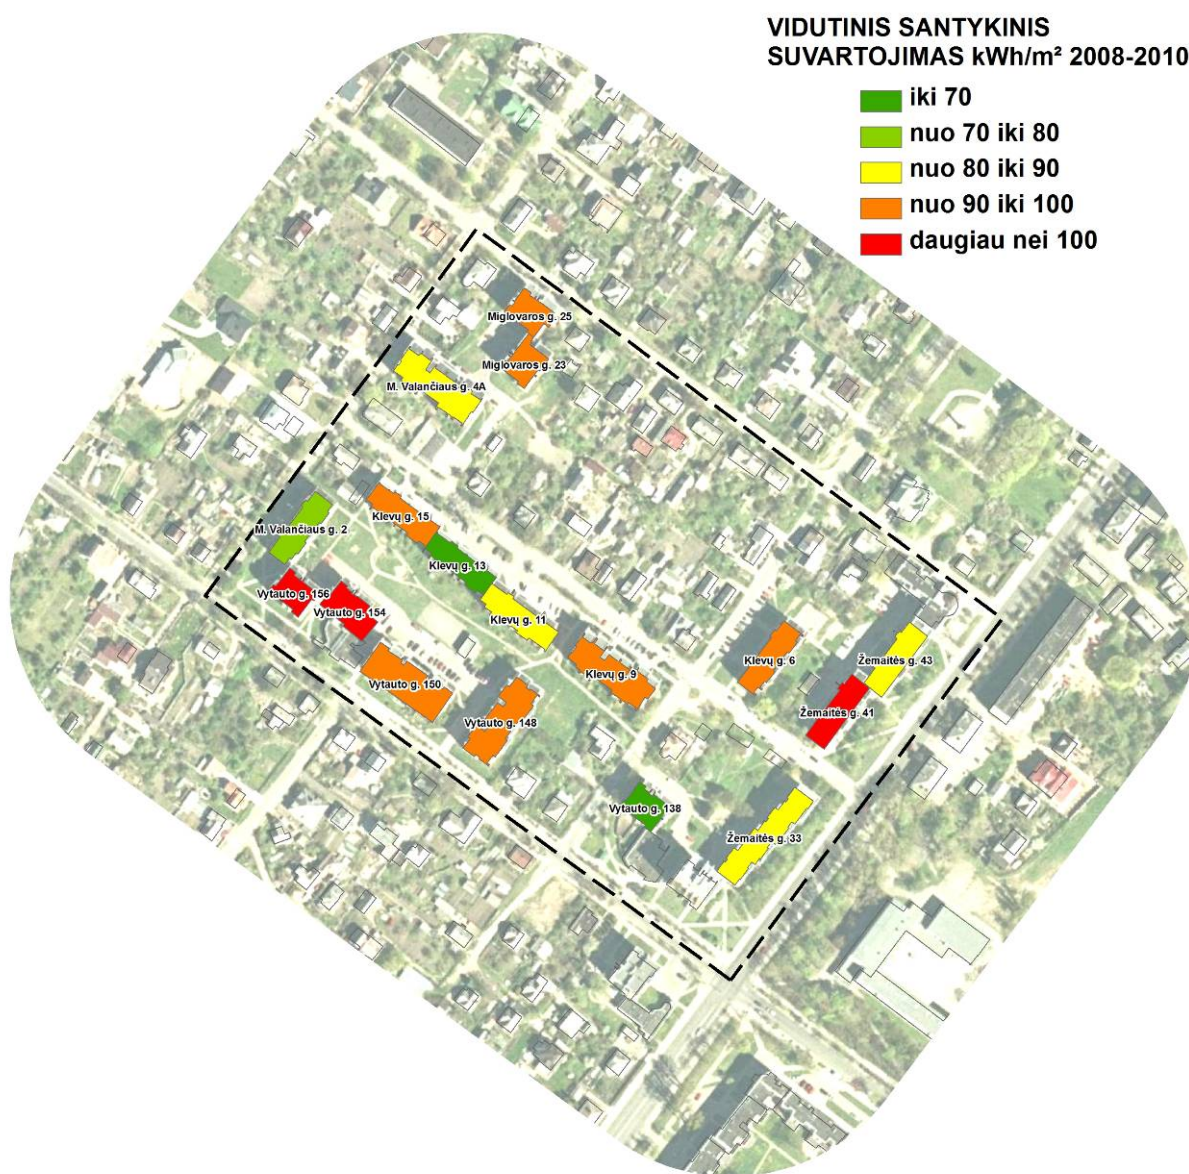 VIDUTINIS SANTYKINIS
SUVARTOJIMAS kWh/m² 2008-2010
iki 70
nuo 70 iki 80
nuo 80 iki 90
nuo 90 iki 100
daugiau nei 100
Miglovaros g. 25
Miglovaros g. 23
M. Valančiaus g. 4A
Klevų g. 15
M. Valančiaus g. 2
Klevų g. 13
Vytauto g. 156
Vytauto g. 154
Klevų g. 11
Klevų g. 9
Klevų g. 6
Žemaitės g. 43
Vytauto g. 150
Žemaitės g. 41
Vytauto g. 148
Vytauto g. 138
Žemaitės g. 33